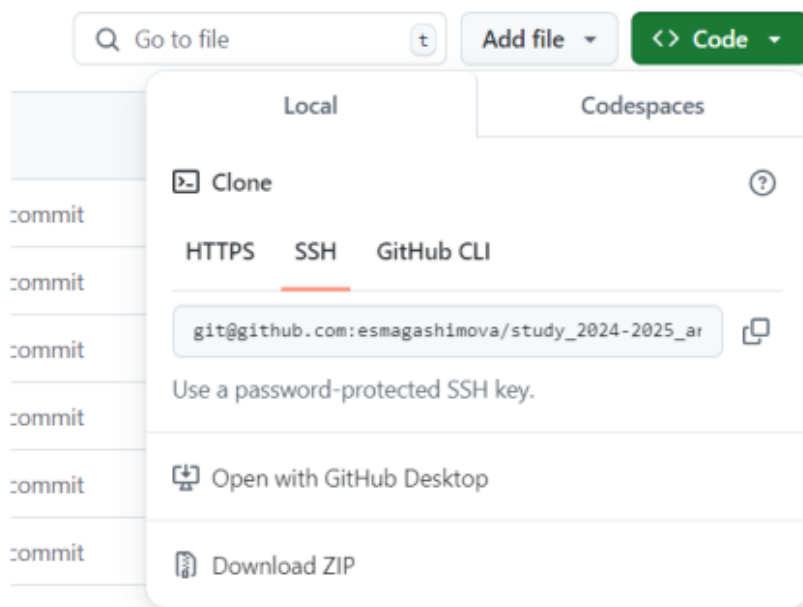 Go to file t Add file <> Code
Local Codespaces
Clone
HTTPS SSH GitHub CLI
git@github.com:esmagashimova/study_2024-2025_ar
Use a password-protected SSH key.
Open with GitHub Desktop
Download ZIP
commit
commit
commit
commit
commit
commit